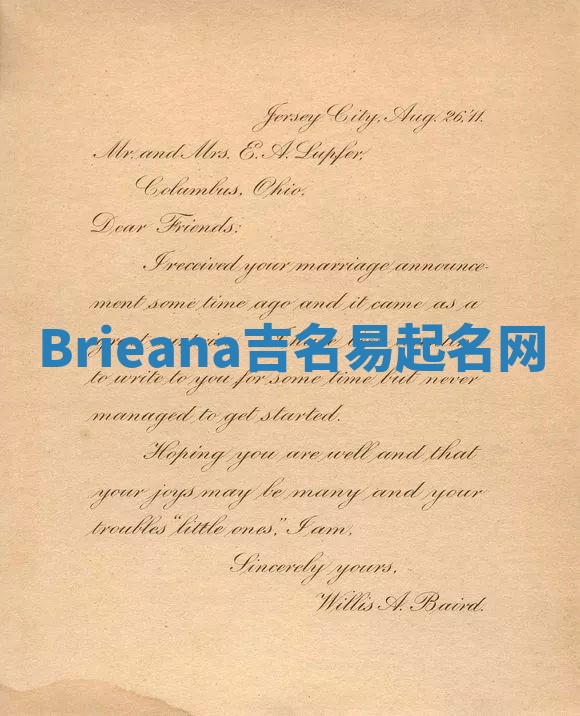 Jersey City, Aug. 26,'11.
Mr. and Mrs. E. A. Lupfer,
Columbus, Ohio.
Dear Friends:
I received your marriage announce-
ment some time ago and it came as a
Brieana吉名易起名网
to write to you for some time but never
managed to get started.
Hoping you are well and that
your joys may be many and your
troubles "little ones," I am,
Sincerely yours,
Willis A. Baird.